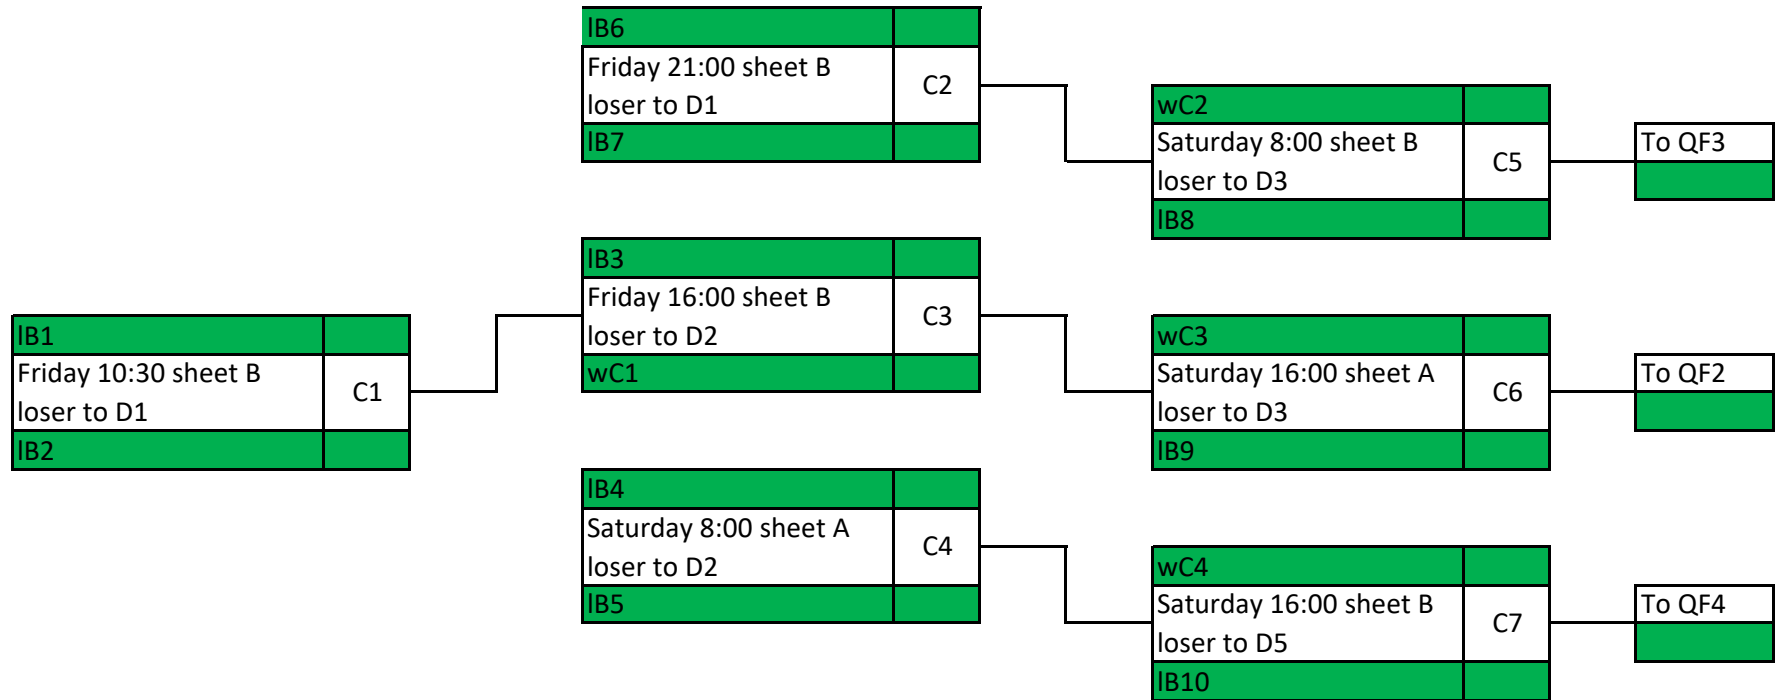 lB6
Friday 21:00 sheet B
loser to D1
C2
lB7
wC2
Saturday 8:00 sheet B
loser to D3
C5
lB8
To QF3
lB3
Friday 16:00 sheet B
loser to D2
C3
wC1
lB1
Friday 10:30 sheet B
loser to D1
C1
lB2
wC3
Saturday 16:00 sheet A
loser to D3
C6
lB9
To QF2
lB4
Saturday 8:00 sheet A
loser to D2
C4
lB5
wC4
Saturday 16:00 sheet B
loser to D5
C7
lB10
To QF4